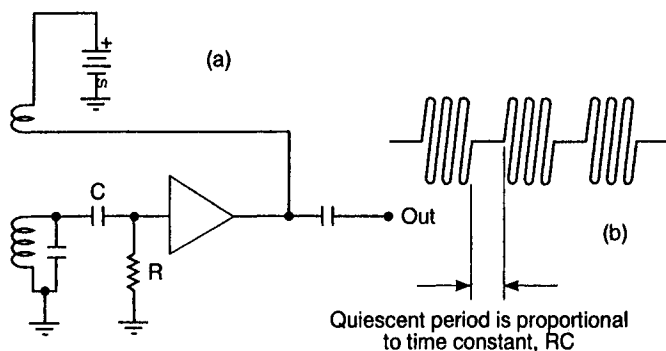 +
(a)
S
C
Out
R
(b)
Quiescent period is proportional
to time constant, RC